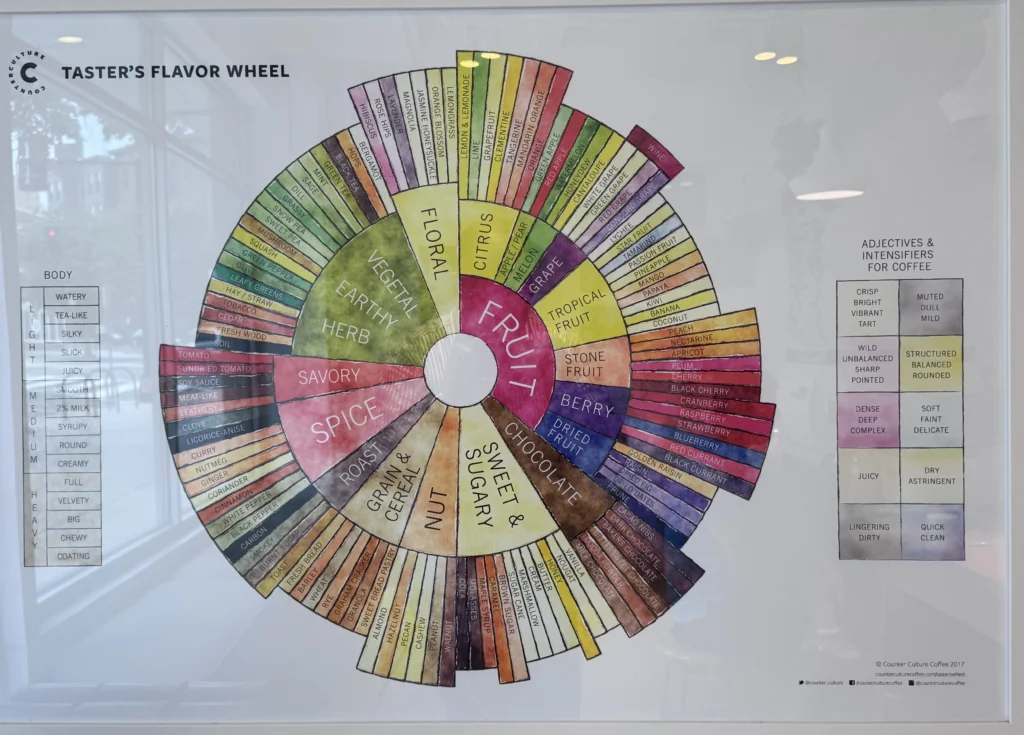 COUNTER CULTURE
C
TASTER'S FLAVOR WHEEL
BODY
LIGHT
MEDIUM
HEAVY
WATERY
TEA-LIKE
SILKY
SLICK
JUICY
SMOOTH
2% MILK
SYRUPY
ROUND
CREAMY
FULL
VELVETY
BIG
CHEWY
COATING
FLORAL
HIBISCUS
ROSE HIPS
LAVENDER
MAGNOLIA
JASMINE HONEYSUCKLE
ORANGE BLOSSOM
LEMONGRASS
FRUIT
CITRUS
LEMON & LEMONADE
LIME
GRAPEFRUIT
CLEMENTINE
TANGERINE
MANDARIN ORANGE
ORANGE
APPLE/PEAR
GREEN APPLE
RED APPLE
MELON
WATERMELON
HONEYDEW
CANTALOUPE
GRAPE
WHITE GRAPE
GREEN GRAPE
RED GRAPE
WINE
TROPICAL
FRUIT
LYCHEE
STAR FRUIT
TAMARIND
PASSION FRUIT
PINEAPPLE
MANGO
PAPAYA
KIWI
BANANA
COCONUT
STONE
FRUIT
PEACH
NECTARINE
APRICOT
PLUM
CHERRY
BLACK CHERRY
BERRY
CRANBERRY
RASPBERRY
STRAWBERRY
BLUEBERRY
RED CURRANT
BLACK CURRANT
DRIED
FRUIT
GOLDEN RAISIN
RAISIN
PRUNE
CHOCOLATE
CACAO NIBS
DARK CHOCOLATE
SWEET &
SUGARY
VANILLA
NOUGAT
HONEY
BUTTER
CREAM
MARSHMALLOW
SUGAR CANE
BROWN SUGAR
CARAMEL
MAPLE SYRUP
MOLASSES
COLA
NUT
WALNUT
PEANUT
CASHEW
PECAN
HAZELNUT
ALMOND
GRAIN &
CEREAL
SWEET BREAD PASTRY
GRANOLA
GRAHAM CRACKER
RYE
WHEAT
BARLEY
FRESH BREAD
ROAST
TOAST
BURNT SUGAR
SMOKEY
CARBON
SPICE
BLACK PEPPER
WHITE PEPPER
CINNAMON
CORIANDER
GINGER
NUTMEG
CURRY
LICORICE-ANISE
CLOVE
SAVORY
LEATHERY
MEAT-LIKE
SOY SAUCE
SUNDRIED TOMATO
TOMATO
VEGETAL
EARTHY
HERB
SOIL
FRESH WOOD
CEDAR
TOBACCO
HAY / STRAW
LEAFY GREENS
OLIVE
GREEN PEPPER
SQUASH
MUSHROOM
SWEET PEA
SNOW PEA
GRASSY
DILL
SAGE
MINT
GREEN TEA
BLACK TEA
HOPS
BERGAMOT
ADJECTIVES &
INTENSIFIERS
FOR COFFEE
CRISP
BRIGHT
VIBRANT
TART
MUTED
DULL
MILD
WILD
UNBALANCED
SHARP
POINTED
STRUCTURED
BALANCED
ROUNDED
DENSE
DEEP
COMPLEX
SOFT
FAINT
DELICATE
JUICY
DRY
ASTRINGENT
LINGERING
DIRTY
QUICK
CLEAN
© Counter Culture Coffee 2017
counterculturecoffee.com/tasterswheel
@counter_culture
/counterculturecoffee
@counterculturecoffee